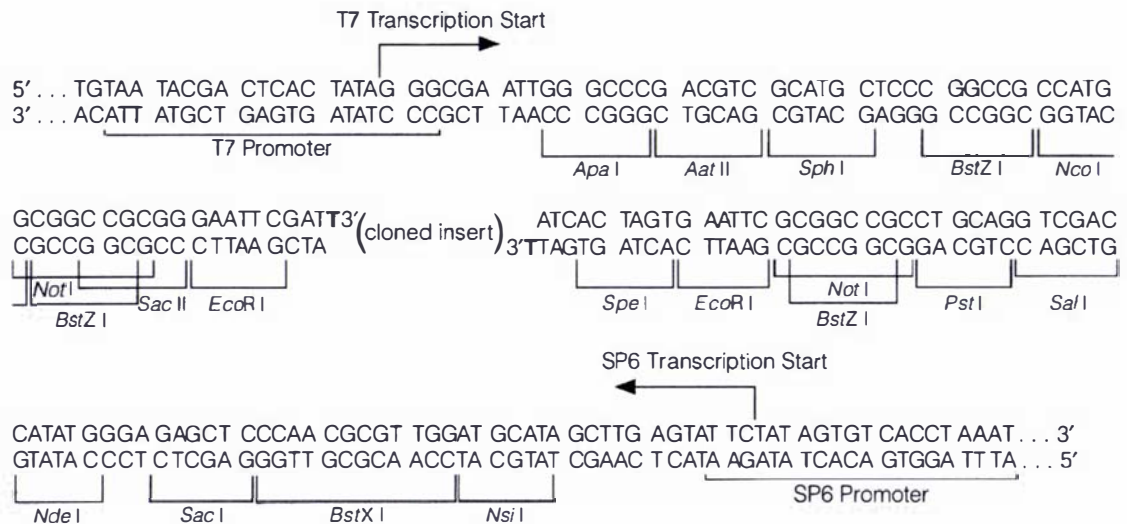 T7 Transcription Start
5′ . . . TGTAA TACGA CTCAC TATAG GGCGA ATTGG GCCCG ACGTC GCATG CTCCC GGCCG CCATG
3′ . . . ACATT ATGCT GAGTG ATATC CCGCT TAACC CGGGC TGCAG CGTAC GAGGG CCGGC GGTAC
T7 Promoter
Apa I Aat II Sph I BstZ I Nco I
GCGGC CGCGG GAATT CGATT3′ (cloned insert) ATCAC TAGTG AATTC GCGGC CGCCT GCAGG TCGAC
CGCCG GCGCC CTTAA GCTA 3′TTAGTG ATCAC TTAAG CGCCG GCGGA CGTCC AGCTG
Not I Sac II EcoR I Spe I EcoR I Not I Pst I Sal I
BstZ I BstZ I
SP6 Transcription Start
CATAT GGGA GAGCT CCCAA CGCGT TGGAT GCATA GCTTG AGTAT TCTAT AGTGT CACCT AAAT . . . 3′
GTATA CCCT CTCGAG GGTT GCGCA ACCTA CGTAT CGAAC TCATA AGATA TCACA GTGGA TTTA . . . 5′
Nde I Sac I BstX I Nsi I SP6 Promoter